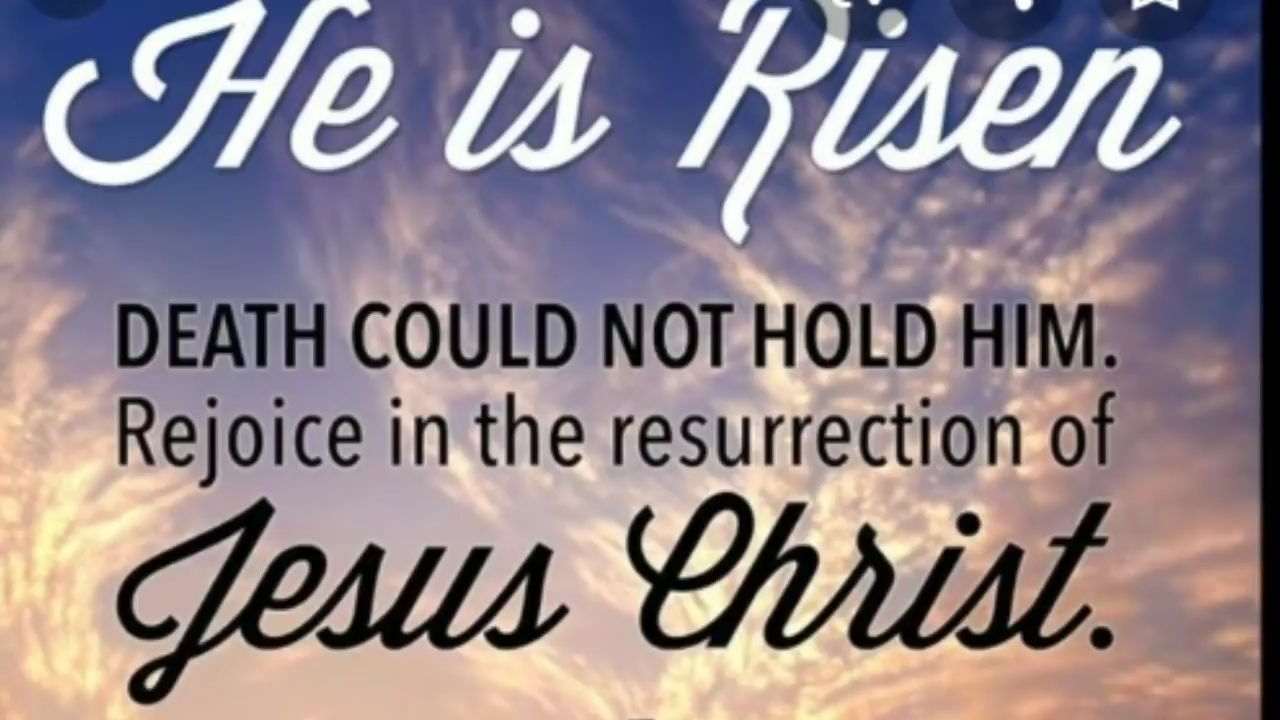 He is Risen
DEATH COULD NOT HOLD HIM.
Rejoice in the resurrection of
Jesus Christ.